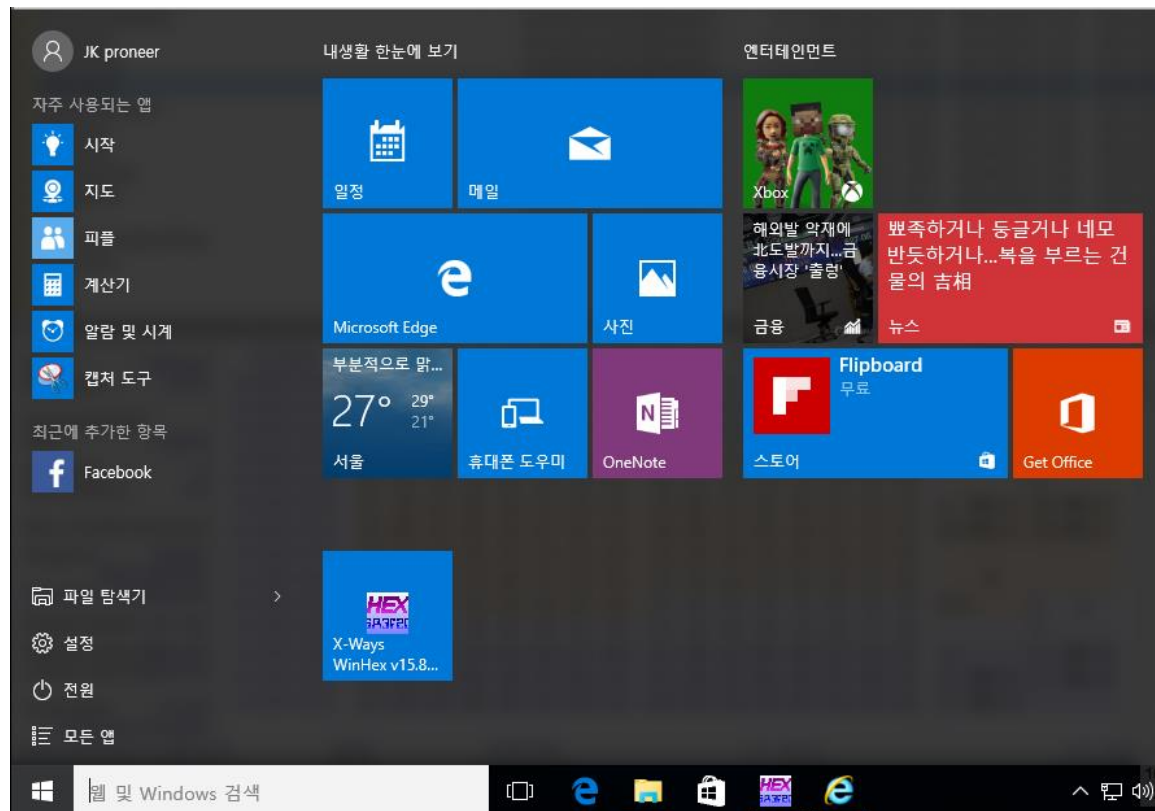 JK proneer
자주 사용되는 앱
시작
지도
피플
계산기
알람 및 시계
캡처 도구
최근에 추가한 항목
Facebook
파일 탐색기
설정
전원
모든 앱
내생활 한눈에 보기
일정
메일
Microsoft Edge
사진
부분적으로 맑...
27° 29°
21°
서울
휴대폰 도우미
OneNote
X-Ways
WinHex v15.8...
엔터테인먼트
Xbox
해외발 악재에
北도발까지...금
융시장 '출렁'
금융
뾰족하거나 둥글거나 네모
반듯하거나...복을 부르는 건
물의 吉相
뉴스
Flipboard
무료
스토어
Get Office
웹 및 Windows 검색